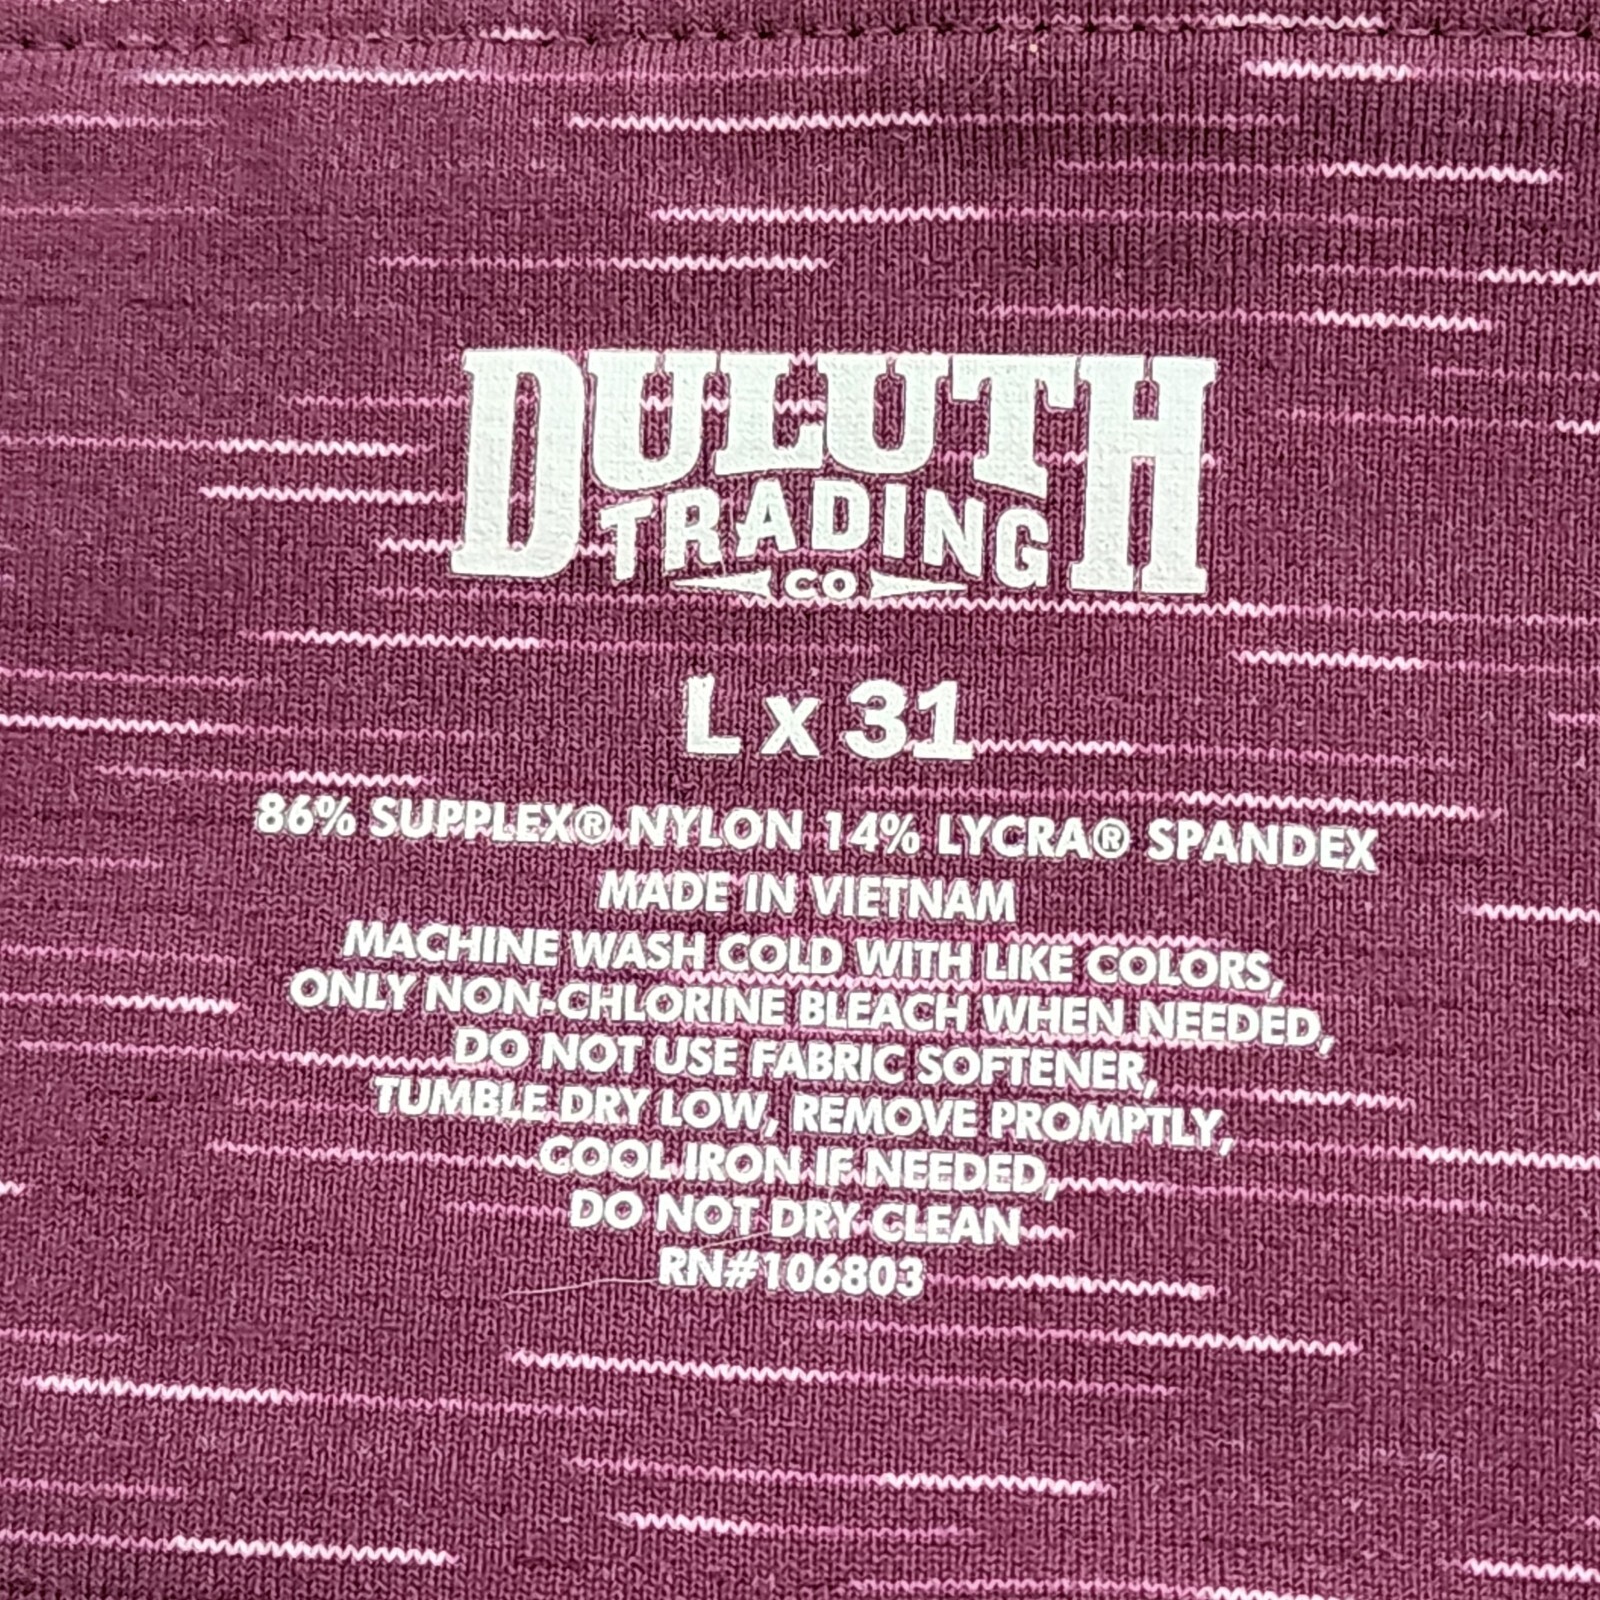 DULUTH
TRADING
CO
L x 31
86% SUPPLEX® NYLON 14% LYCRA® SPANDEX
MADE IN VIETNAM
MACHINE WASH COLD WITH LIKE COLORS,
ONLY NON-CHLORINE BLEACH WHEN NEEDED,
DO NOT USE FABRIC SOFTENER,
TUMBLE DRY LOW, REMOVE PROMPTLY,
COOL IRON IF NEEDED,
DO NOT DRY CLEAN
RN#106803